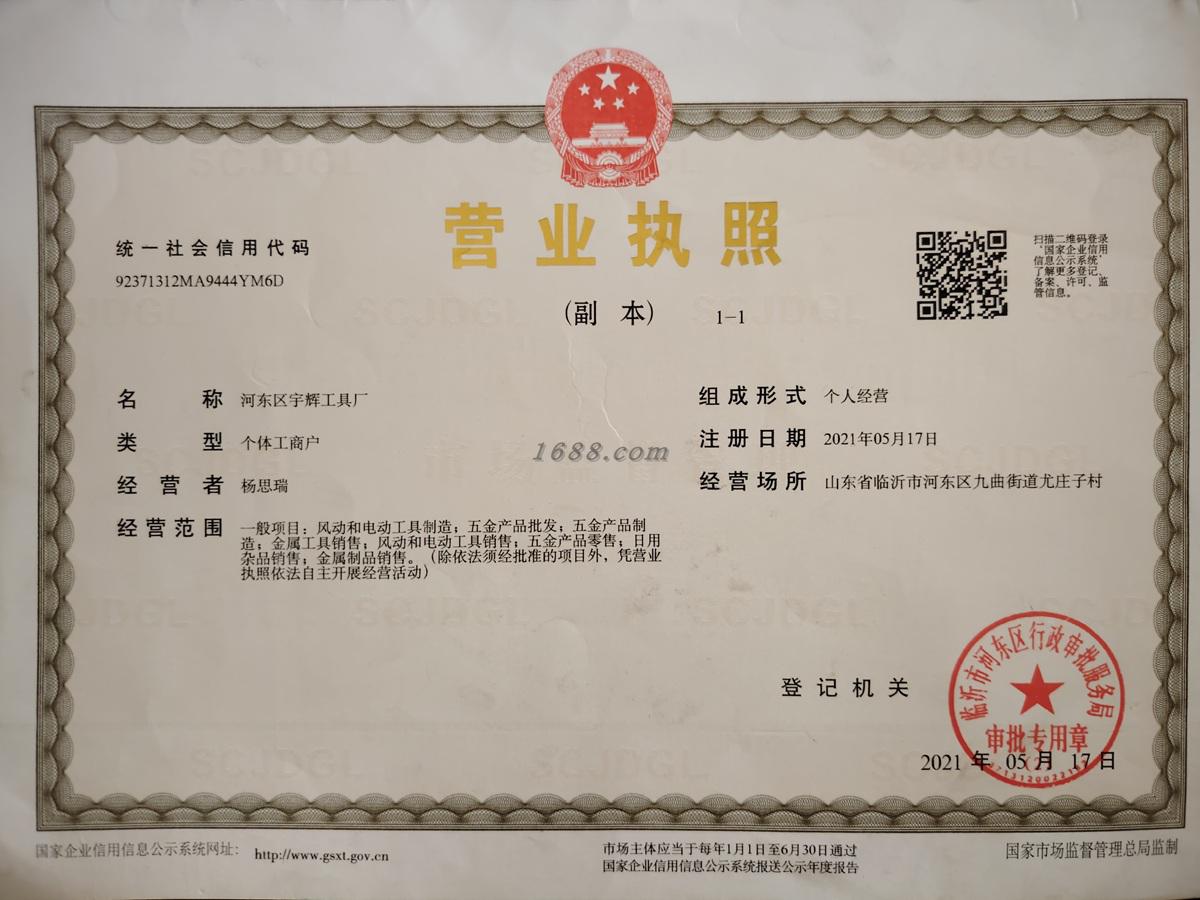 营业执照
（副 本） 1-1
统一社会信用代码
92371312MA9444YM6D
扫描二维码登录
‘国家企业信用
信息公示系统’
了解更多登记、
备案、许可、监
管信息。
名 称 河东区宇辉工具厂
类 型 个体工商户
经 营 者 杨思瑞
经营范围 一般项目：风动和电动工具制造；五金产品批发；五金产品制
造；金属工具销售；风动和电动工具销售；五金产品零售；日用
杂品销售；金属制品销售。（除依法须经批准的项目外，凭营业
执照依法自主开展经营活动）
组成形式 个人经营
注册日期 2021年05月17日
经营场所 山东省临沂市河东区九曲街道尤庄子村
1688.com
登记机关
临沂市河东区行政审批服务局
审批专用章
2021 年 05 月 17 日
国家企业信用信息公示系统网址： http://www.gsxt.gov.cn
市场主体应当于每年1月1日至6月30日通过
国家企业信用信息公示系统报送公示年度报告
国家市场监督管理总局监制
SCJDGL